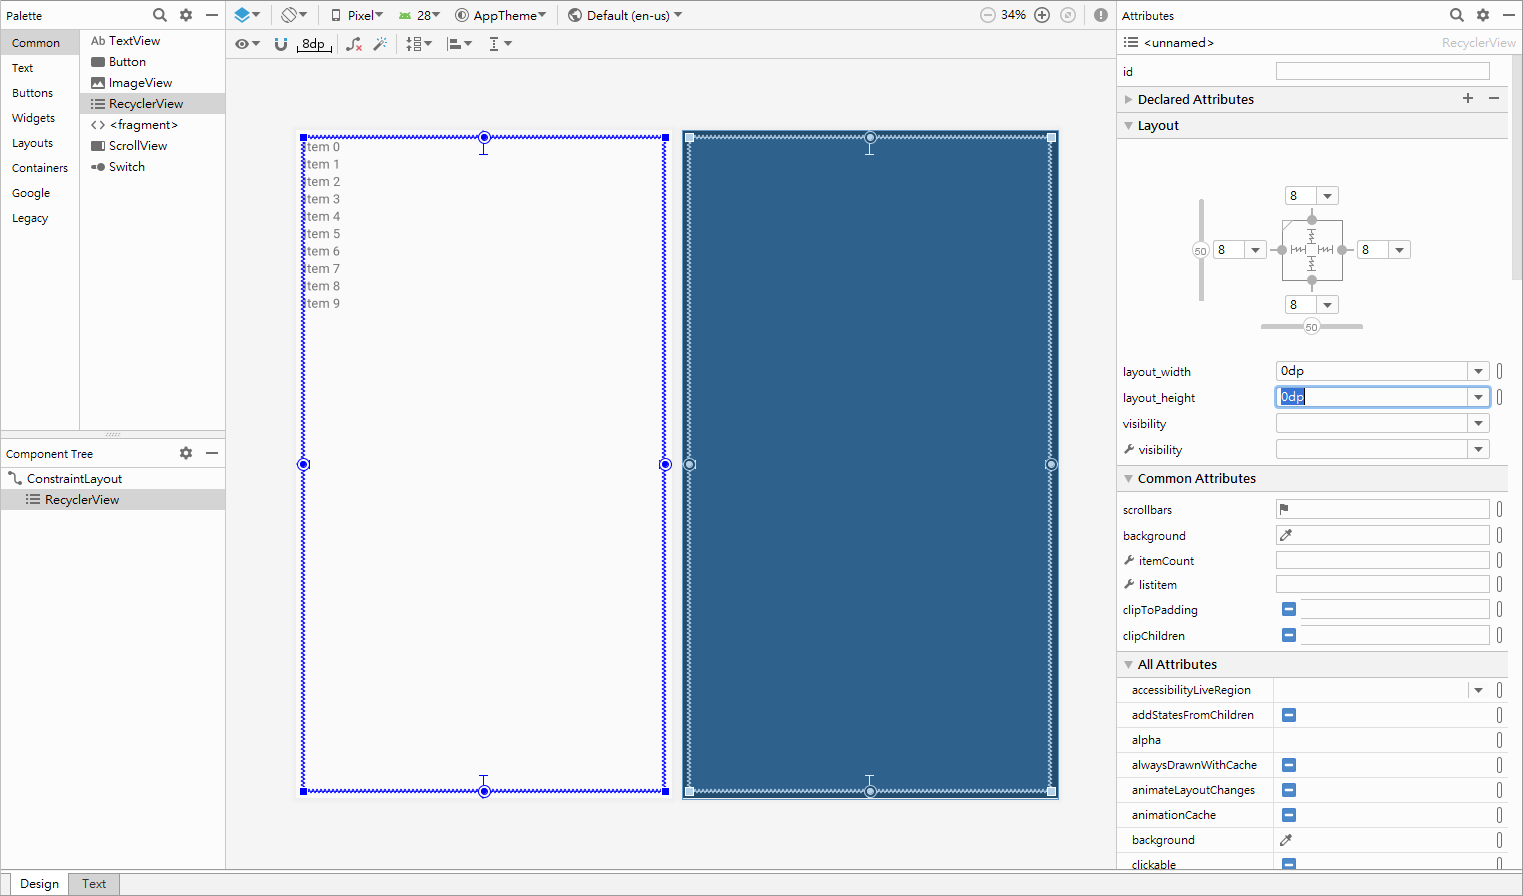 Palette
Common
Text
Buttons
Widgets
Layouts
Containers
Google
Legacy
Ab TextView
Button
ImageView
RecyclerView
<fragment>
ScrollView
Switch
Component Tree
ConstraintLayout
RecyclerView
Pixel
28
AppTheme
Default (en-us)
34%
8dp
Item 0
Item 1
Item 2
Item 3
Item 4
Item 5
Item 6
Item 7
Item 8
Item 9
Attributes
<unnamed> RecyclerView
id
Declared Attributes
Layout
8
50 8 8
8
50
layout_width 0dp
layout_height 0dp
visibility
visibility
Common Attributes
scrollbars
background
itemCount
listitem
clipToPadding
clipChildren
All Attributes
accessibilityLiveRegion
addStatesFromChildren
alpha
alwaysDrawnWithCache
animateLayoutChanges
animationCache
background
clickable
Design Text